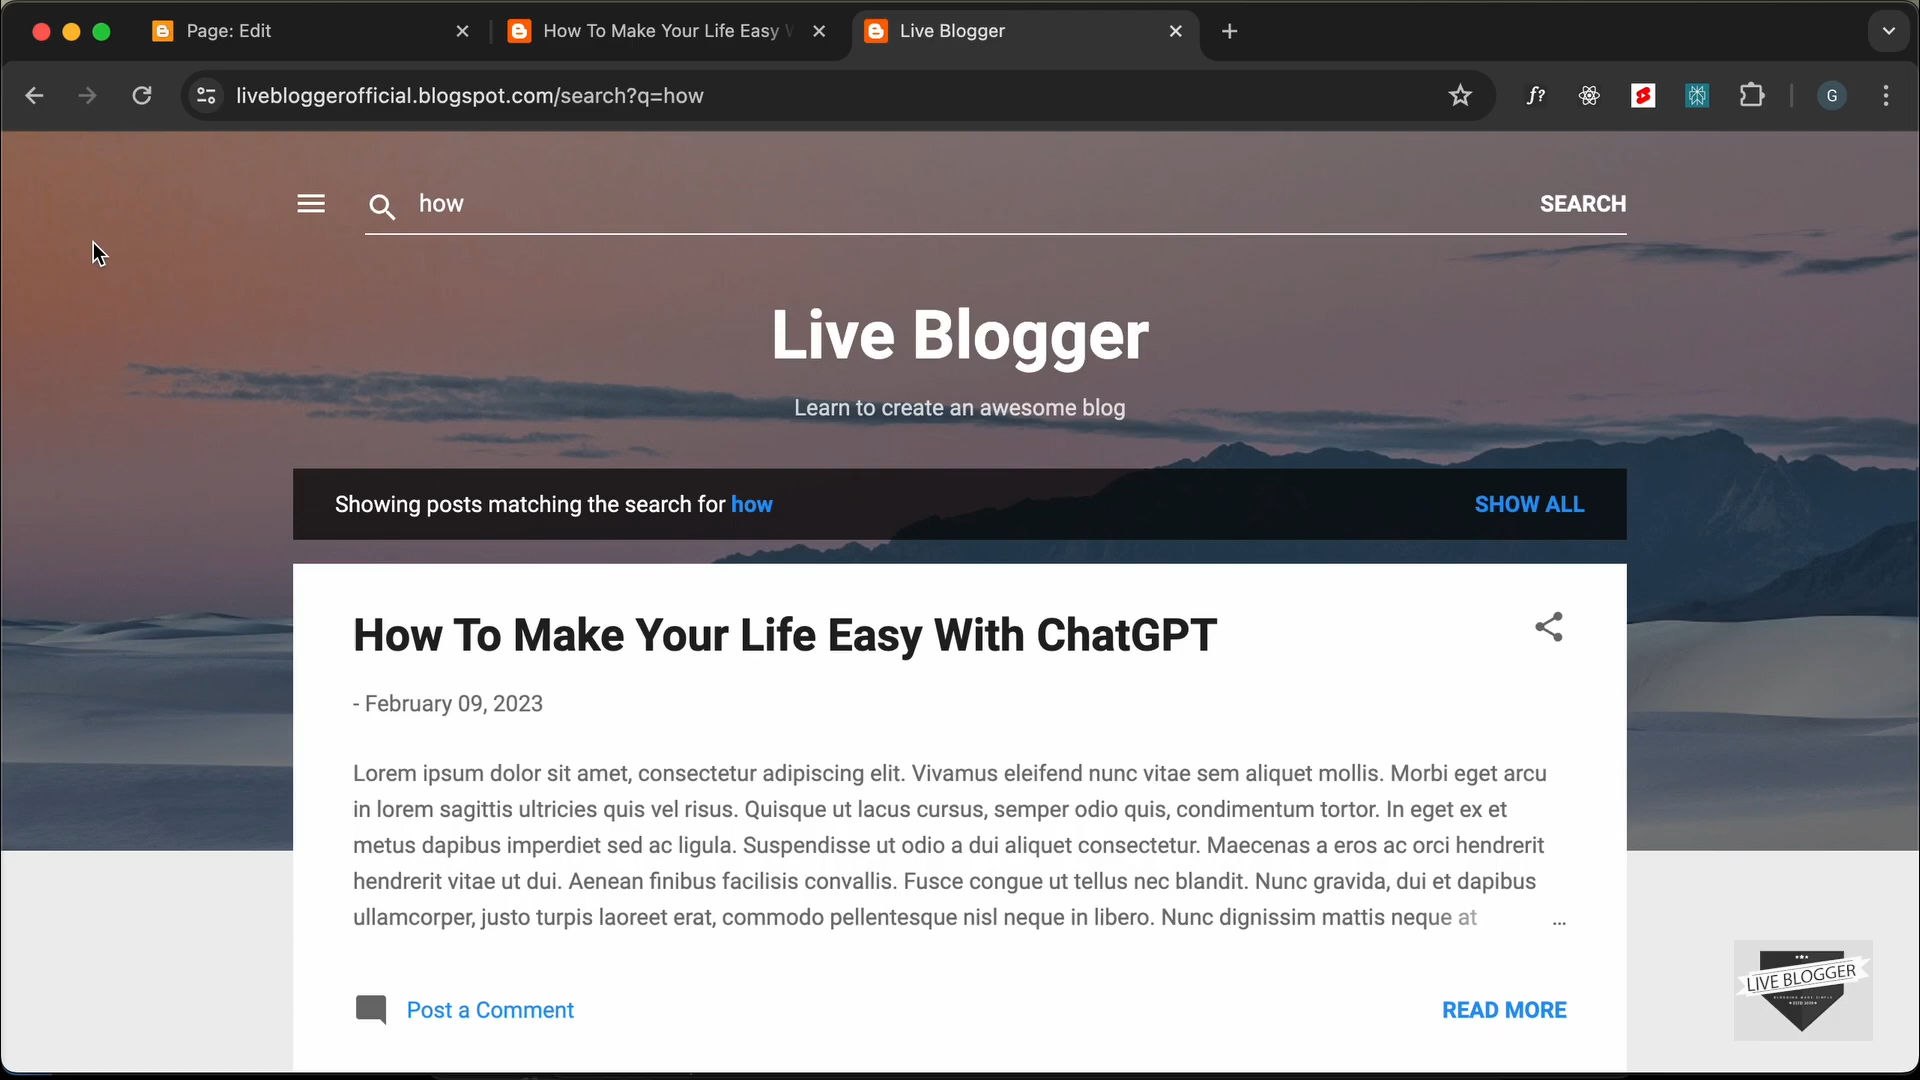 Page: Edit
How To Make Your Life Easy W
Live Blogger
livebloggerofficial.blogspot.com/search?q=how
f?
G
how
SEARCH
Live Blogger
Learn to create an awesome blog
Showing posts matching the search for how
SHOW ALL
How To Make Your Life Easy With ChatGPT
- February 09, 2023
Lorem ipsum dolor sit amet, consectetur adipiscing elit. Vivamus eleifend nunc vitae sem aliquet mollis. Morbi eget arcu
in lorem sagittis ultricies quis vel risus. Quisque ut lacus cursus, semper odio quis, condimentum tortor. In eget ex et
metus dapibus imperdiet sed ac ligula. Suspendisse ut odio a dui aliquet consectetur. Maecenas a eros ac orci hendrerit
hendrerit vitae ut dui. Aenean finibus facilisis convallis. Fusce congue ut tellus nec blandit. Nunc gravida, dui et dapibus
ullamcorper, justo turpis laoreet erat, commodo pellentesque nisl neque in libero. Nunc dignissim mattis neque at ...
Post a Comment
READ MORE
LIVE BLOGGER